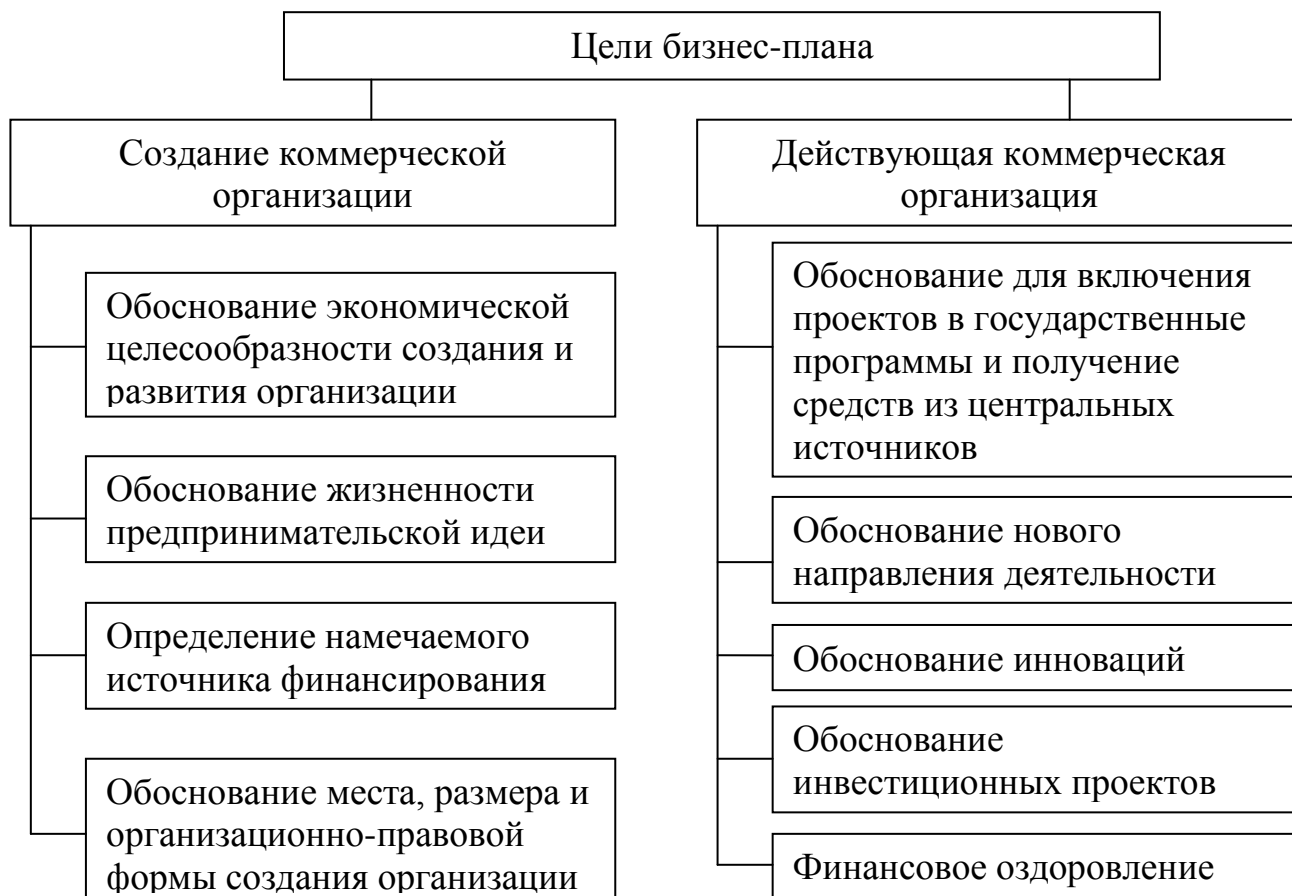 Цели бизнес-плана
Создание коммерческой
организации
Обоснование экономической
целесообразности создания и
развития организации
Обоснование жизненности
предпринимательской идеи
Определение намечаемого
источника финансирования
Обоснование места, размера и
организационно-правовой
формы создания организации
Действующая коммерческая
организация
Обоснование для включения
проектов в государственные
программы и получение
средств из центральных
источников
Обоснование нового
направления деятельности
Обоснование инноваций
Обоснование
инвестиционных проектов
Финансовое оздоровление